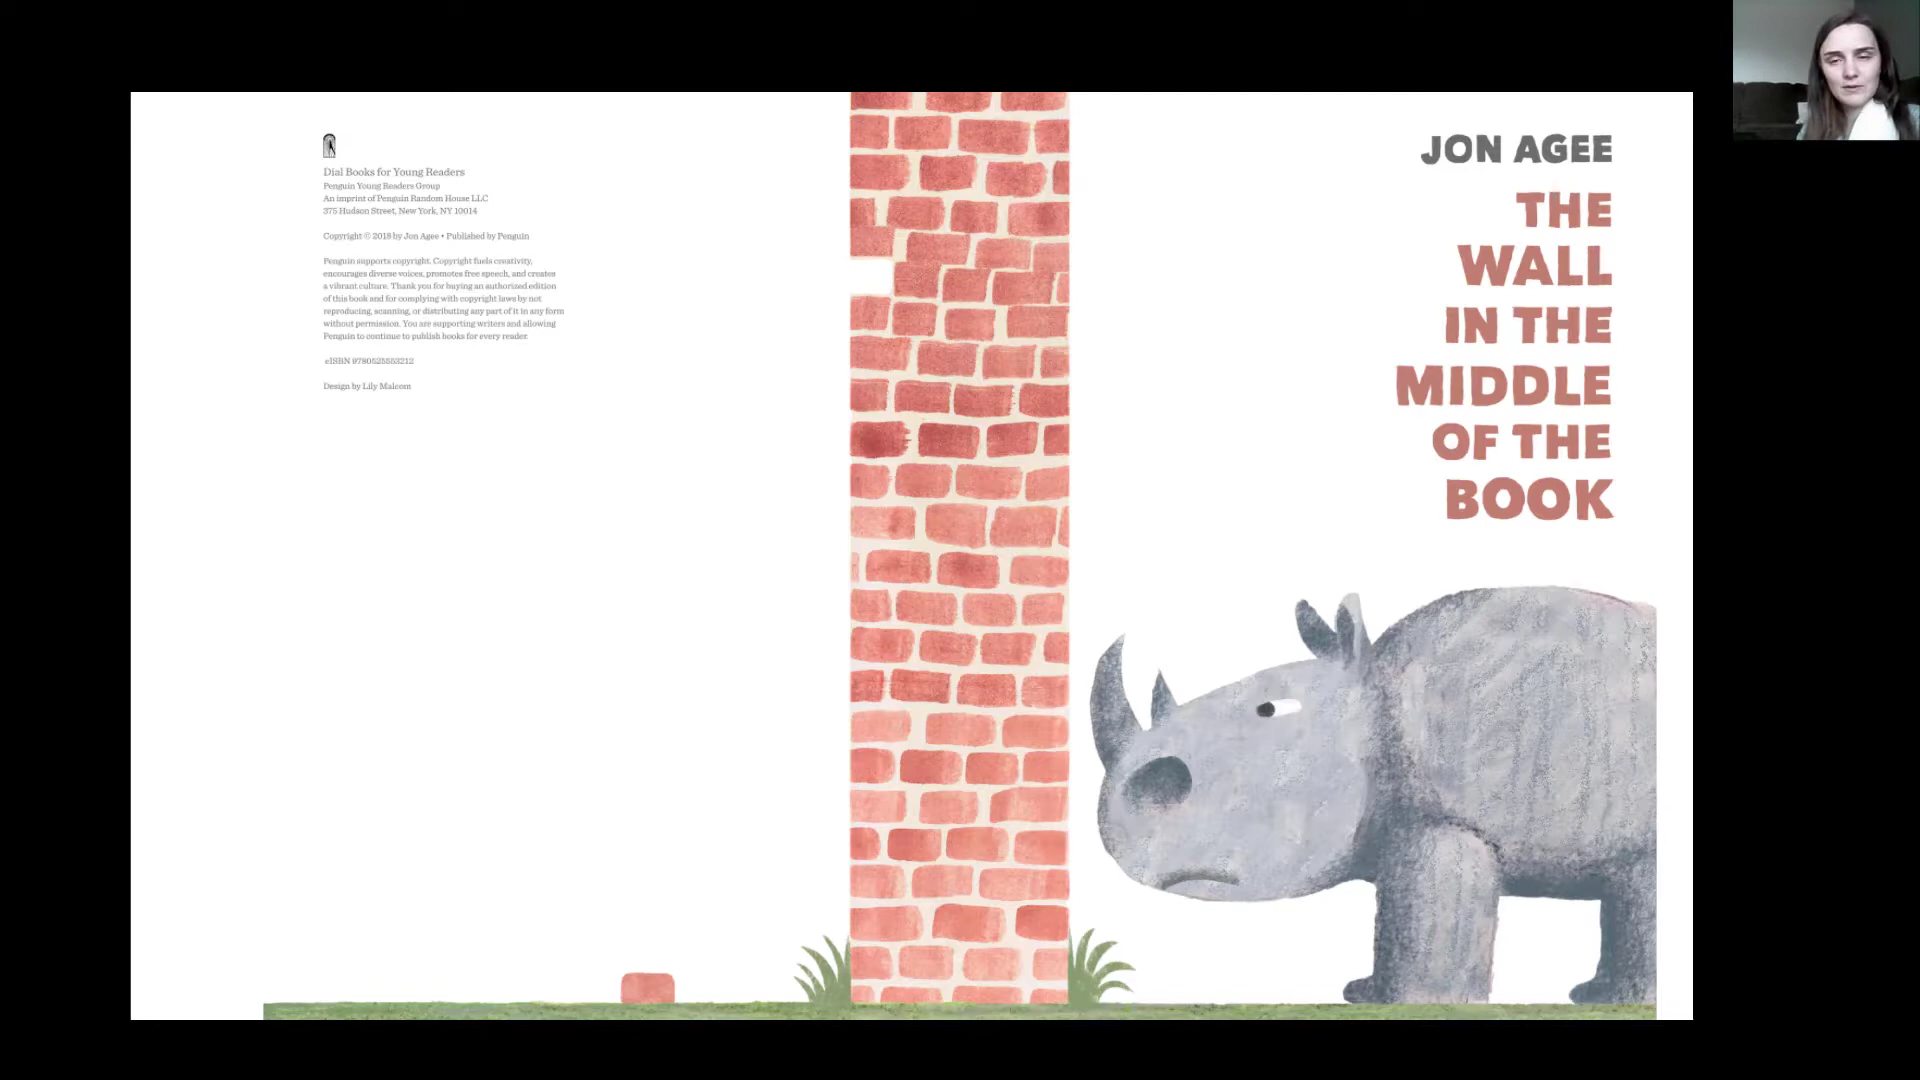 Dial Books for Young Readers
Penguin Young Readers Group
An imprint of Penguin Random House LLC
375 Hudson Street, New York, NY 10014
Copyright © 2018 by Jon Agee • Published by Penguin
Penguin supports copyright. Copyright fuels creativity,
encourages diverse voices, promotes free speech, and creates
a vibrant culture. Thank you for buying an authorized edition
of this book and for complying with copyright laws by not
reproducing, scanning, or distributing any part of it in any form
without permission. You are supporting writers and allowing
Penguin to continue to publish books for every reader.
eISBN 9780525553212
Design by Lily Malcom
JON AGEE
THE
WALL
IN THE
MIDDLE
OF THE
BOOK